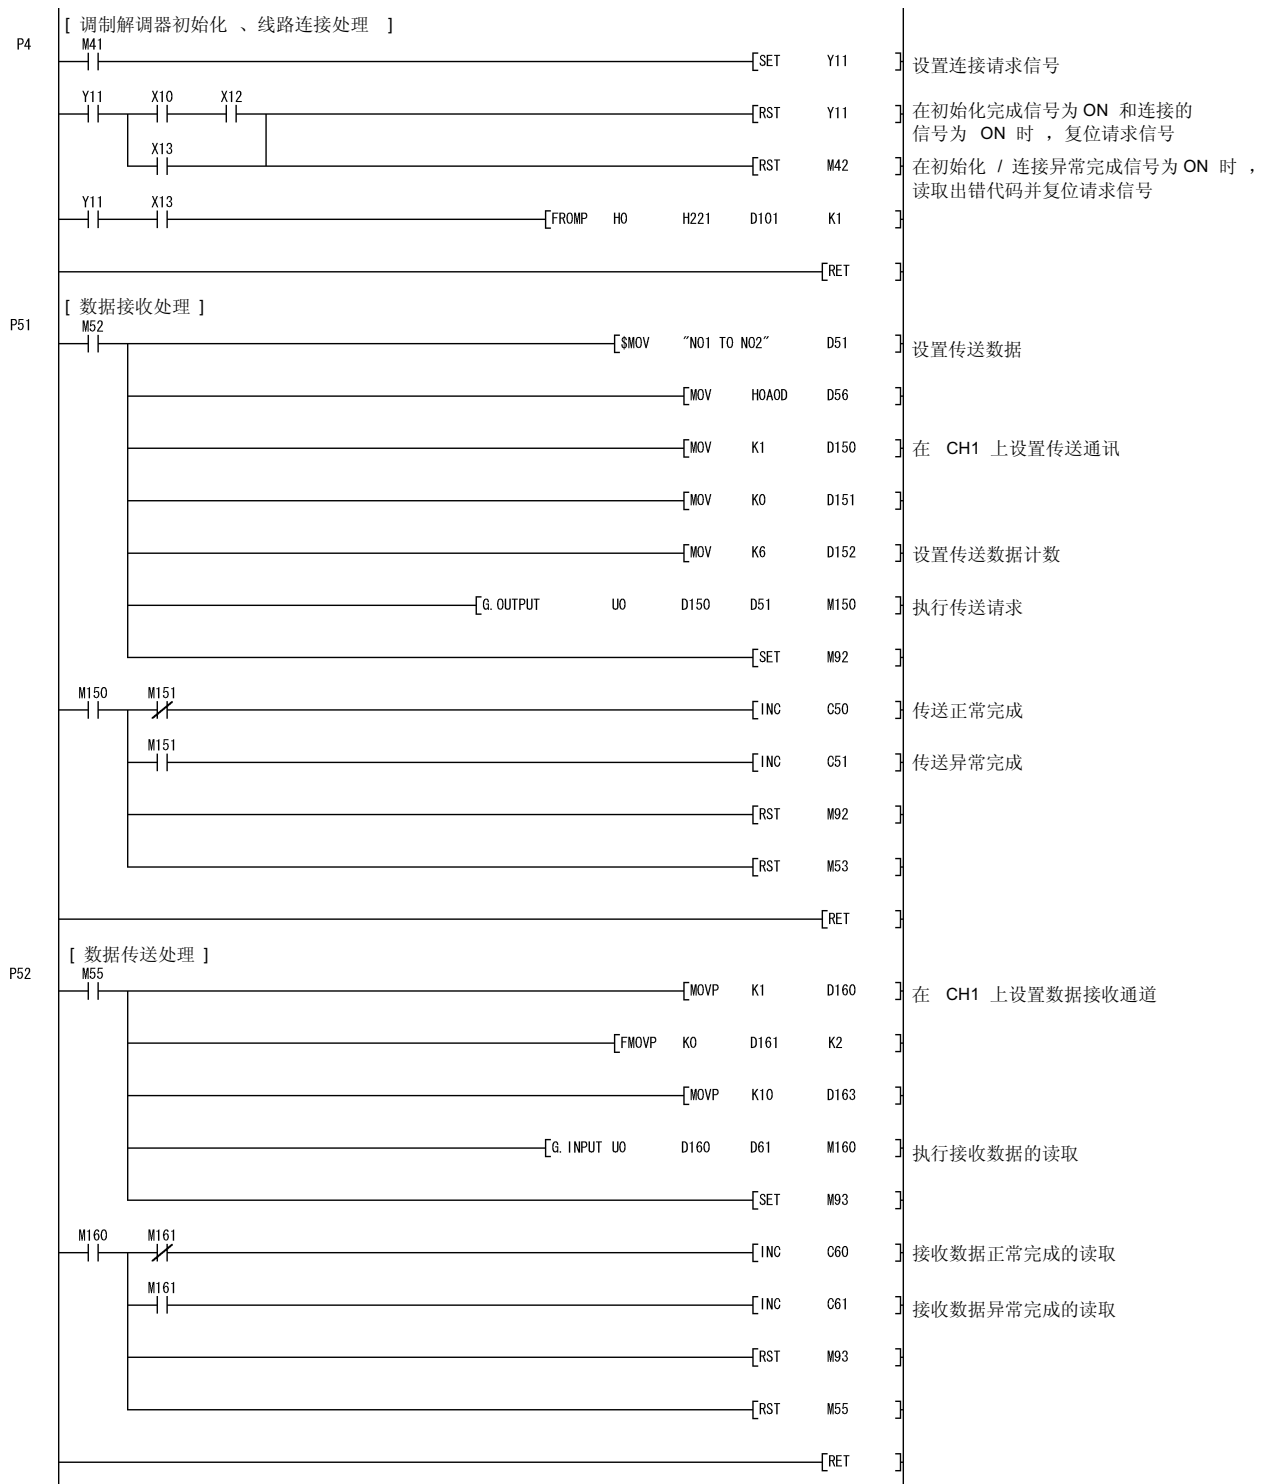 [ 调制解调器初始化 、线路连接处理 ]
P4 M41 SET Y11 设置连接请求信号
Y11 X10 X12 RST Y11 在初始化完成信号为 ON 和连接的
信号为 ON 时 ,复位请求信号
X13 RST M42 在初始化 / 连接异常完成信号为 ON 时 ,
读取出错代码并复位请求信号
Y11 X13 FROMP H0 H221 D101 K1
RET
[ 数据接收处理 ]
P51 M52 $MOV "NO1 TO NO2" D51 设置传送数据
MOV H0A0D D56
MOV K1 D150 在 CH1 上设置传送通讯
MOV K0 D151
MOV K6 D152 设置传送数据计数
G.OUTPUT U0 D150 D51 M150 执行传送请求
SET M92
M150 M151 INC C50 传送正常完成
M151 INC C51 传送异常完成
RST M92
RST M53
RET
[ 数据传送处理 ]
P52 M55 MOVP K1 D160 在 CH1 上设置数据接收通道
FMOVP K0 D161 K2
MOVP K10 D163
G.INPUT U0 D160 D61 M160 执行接收数据的读取
SET M93
M160 M161 INC C60 接收数据正常完成的读取
M161 INC C61 接收数据异常完成的读取
RST M93
RST M55
RET